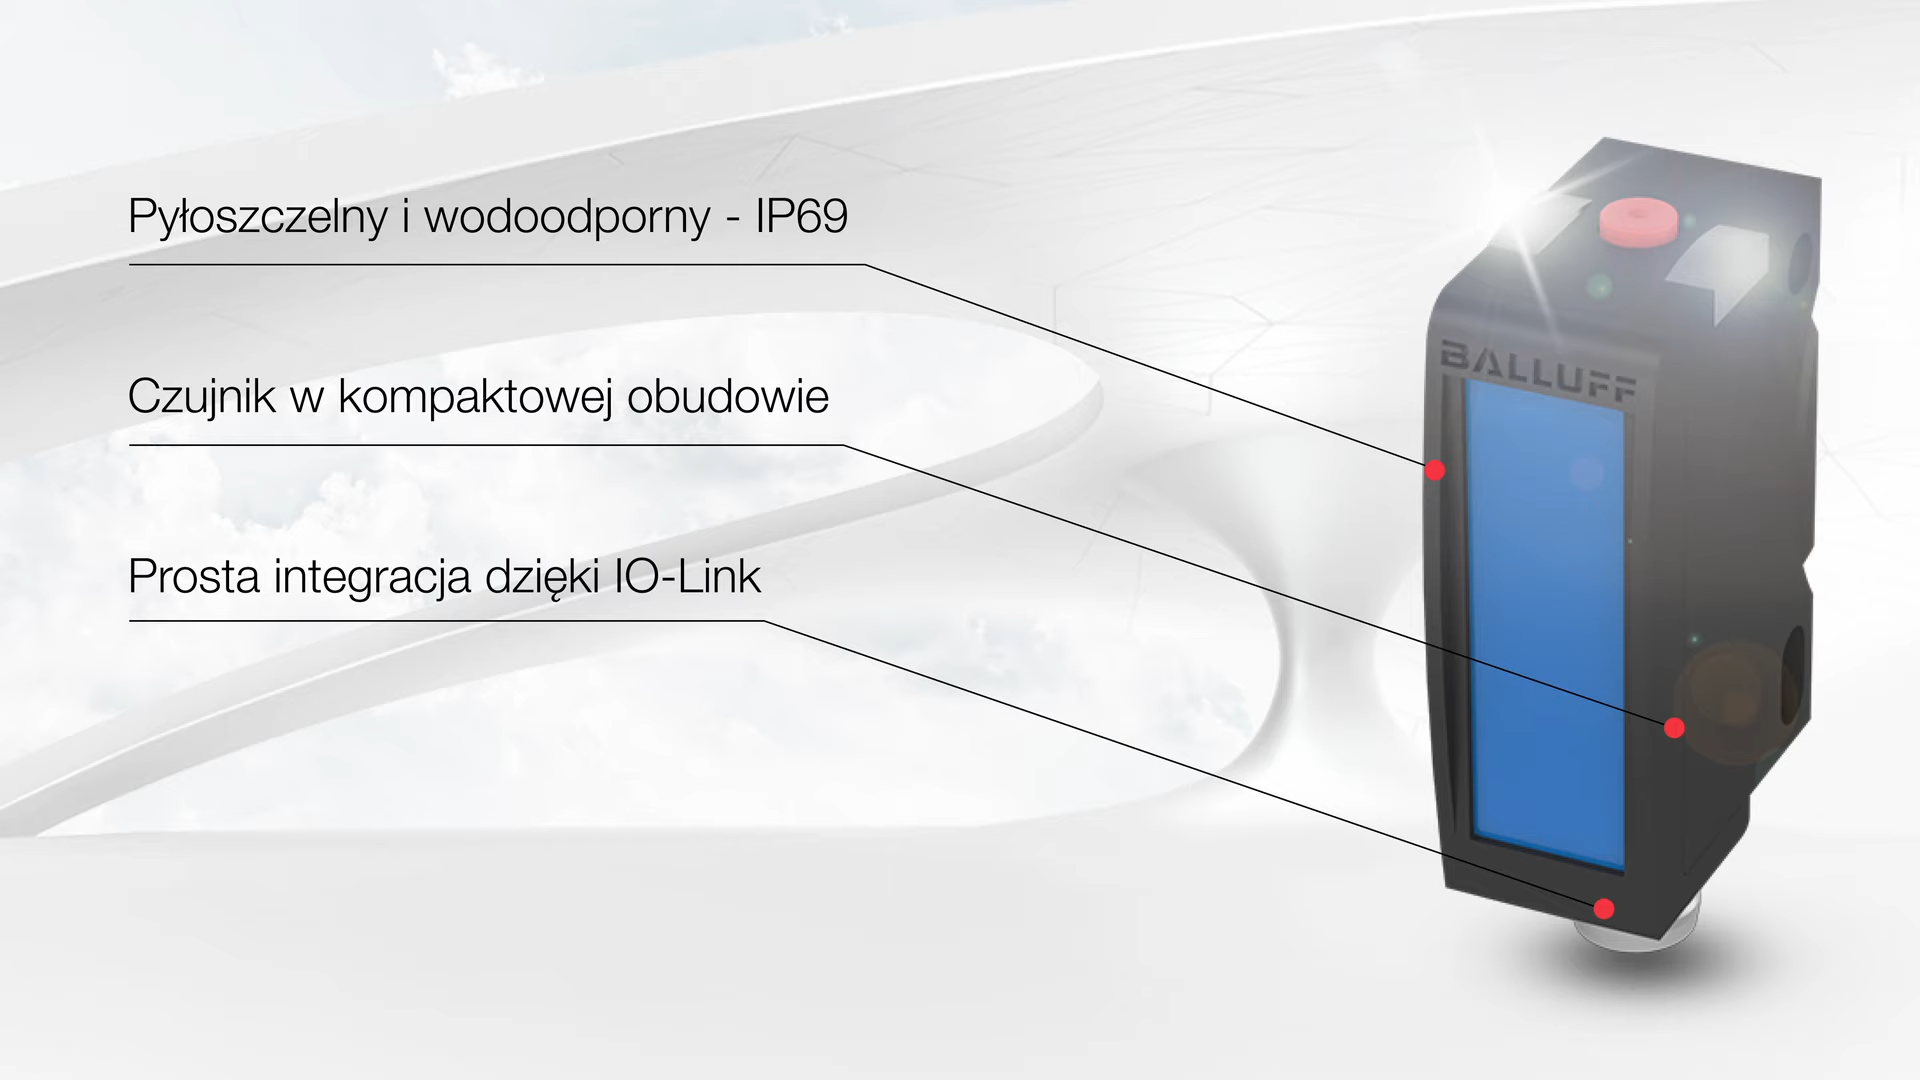 Pyłoszczelny i wodoodporny - IP69
Czujnik w kompaktowej obudowie
Prosta integracja dzięki IO-Link
BALLUFF